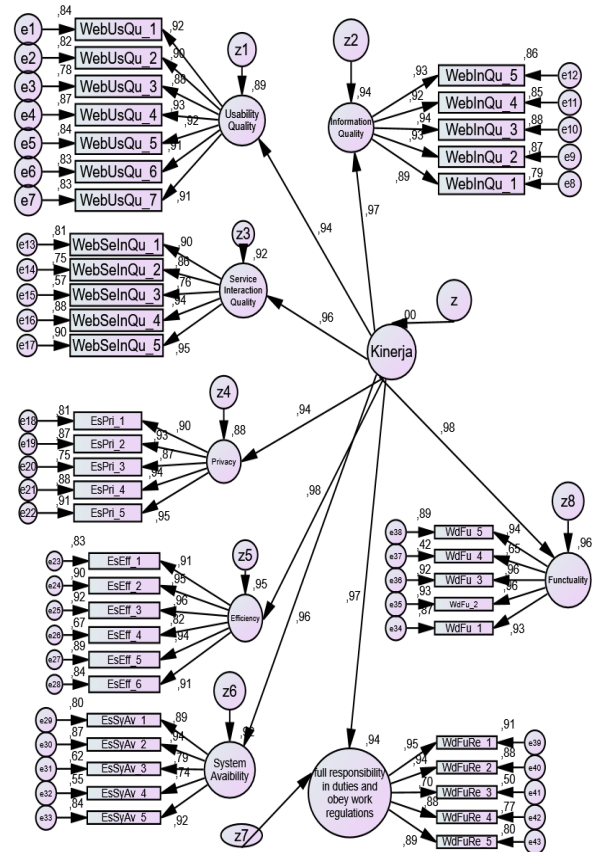 e1 ,84 WebUsQu_1 ,92
e2 ,82 WebUsQu_2 ,90
e3 ,78 WebUsQu_3 ,88
e4 ,87 WebUsQu_4 ,93
e5 ,84 WebUsQu_5 ,92
e6 ,83 WebUsQu_6 ,91
e7 ,83 WebUsQu_7 ,91
z1
,89
Usability
Quality
z2
,94
Information
Quality
,93 WebInQu_5 ,86 e12
,92 WebInQu_4 ,85 e11
,94 WebInQu_3 ,88 e10
,93 WebInQu_2 ,87 e9
,89 WebInQu_1 ,79 e8
,94
,97
e13 ,81 WebSeInQu_1 ,90
e14 ,75 WebSeInQu_2 ,86
e15 ,57 WebSeInQu_3 ,76
e16 ,88 WebSeInQu_4 ,94
e17 ,90 WebSeInQu_5 ,95
z3
,92
Service
Interaction
Quality
,96
z
,00
Kinerja
z4
,88
Privacy
e18 ,81 EsPri_1 ,90
e19 ,87 EsPri_2 ,93
e20 ,75 EsPri_3 ,87
e21 ,88 EsPri_4 ,94
e22 ,91 EsPri_5 ,95
,94
,98
,98
,96
,97
z8
,96
Functuality
e38 ,89 WdFu_5 ,94
e37 ,42 WdFu_4 ,65
e36 ,92 WdFu_3 ,96
e35 ,93 WdFu_2 ,96
e34 ,87 WdFu_1 ,93
z5
,95
Efficiency
e23 ,83 EsEff_1 ,91
e24 ,90 EsEff_2 ,95
e25 ,92 EsEff_3 ,96
e26 ,67 EsEff_4 ,82
e27 ,89 EsEff_5 ,94
e28 ,84 EsEff_6 ,91
z6
System
Avaibility
e29 ,80 EsSyAv_1 ,89
e30 ,87 EsSyAv_2 ,94
e31 ,62 EsSyAv_3 ,79
e32 ,55 EsSyAv_4 ,74
e33 ,84 EsSyAv_5 ,92
z7
,94
full responsibility
in duties and
obey work
regulations
,95 WdFuRe_1 ,91 e39
,94 WdFuRe_2 ,88 e40
,70 WdFuRe_3 ,50 e41
,88 WdFuRe_4 ,77 e42
,89 WdFuRe_5 ,80 e43